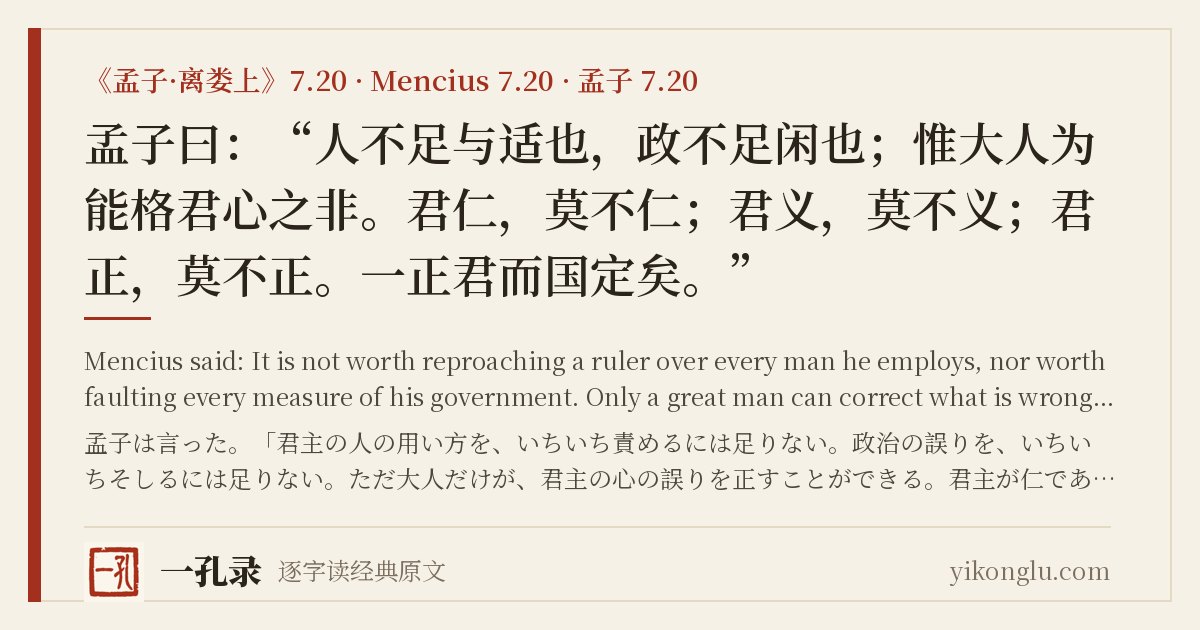 《孟子·离娄上》7.20 · Mencius 7.20 · 孟子 7.20
孟子曰：“人不足与适也，政不足闲也；惟大人为
能格君心之非。君仁，莫不仁；君义，莫不义；君
正，莫不正。一正君而国定矣。”
Mencius said: It is not worth reproaching a ruler over every man he employs, nor worth
faulting every measure of his government. Only a great man can correct what is wrong...
孟子は言った。「君主の人の用い方を、いちいち責めるには足りない。政治の誤りを、いちい
ちそしるには足りない。ただ大人だけが、君主の心の誤りを正すことができる。君主が仁であ…
一孔
一孔录 逐字读经典原文
yikonglu.com